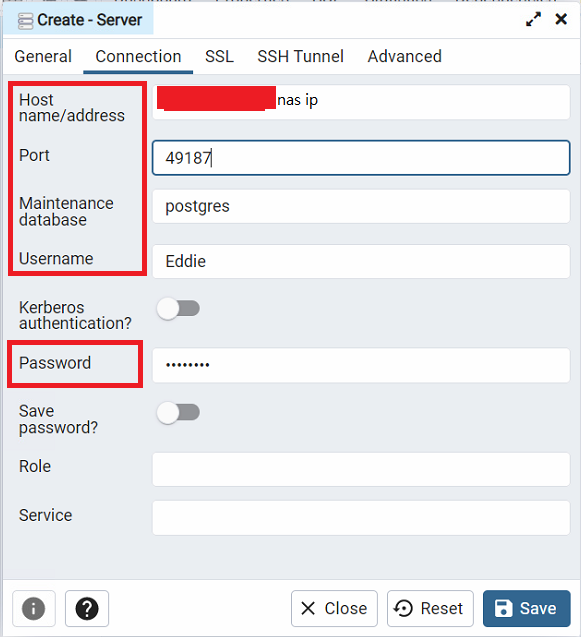 Create - Server
General Connection SSL SSH Tunnel Advanced
Host
name/address
nas ip
Port
49187
Maintenance
database
postgres
Username
Eddie
Kerberos
authentication?
Password
••••••••
Save
password?
Role
Service
Close Reset Save